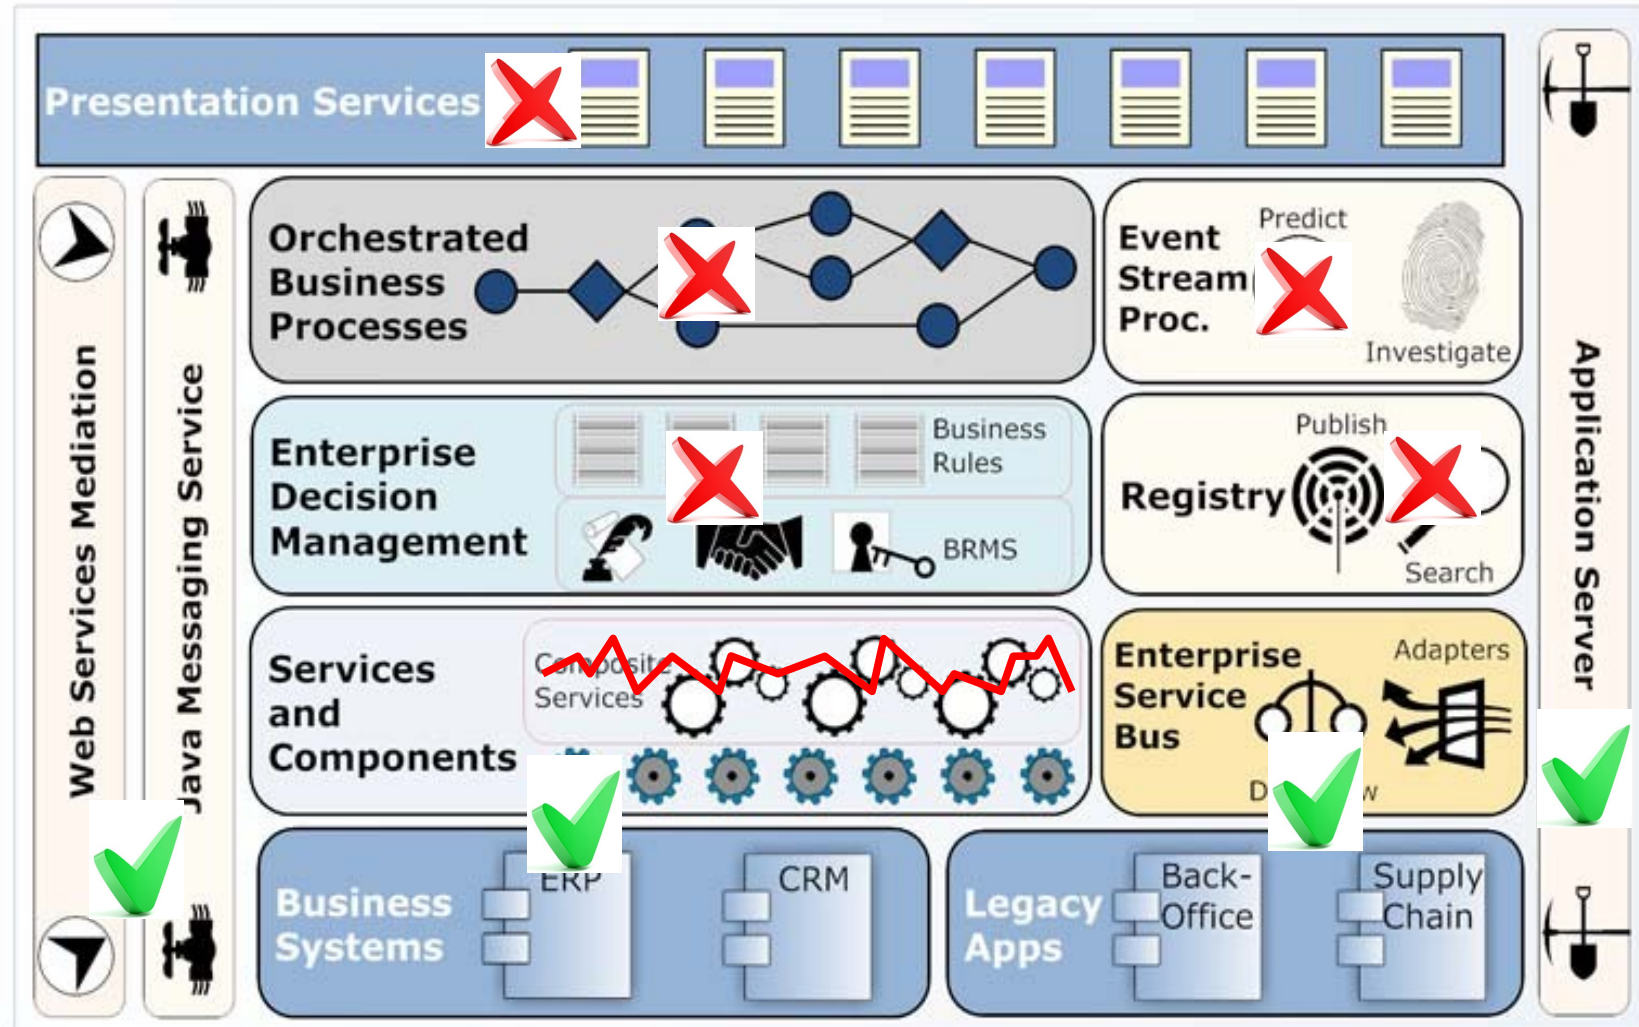 Presentation Services
Web Services Mediation
Java Messaging Service
Orchestrated
Business
Processes
Event
Stream
Proc.
Predict
Investigate
Enterprise
Decision
Management
Business
Rules
BRMS
Registry
Publish
Search
Services
and
Components
Composite
Services
Enterprise
Service
Bus
Adapters
Business
Systems
ERP
CRM
Legacy
Apps
Back-
Office
Supply
Chain
Application Server